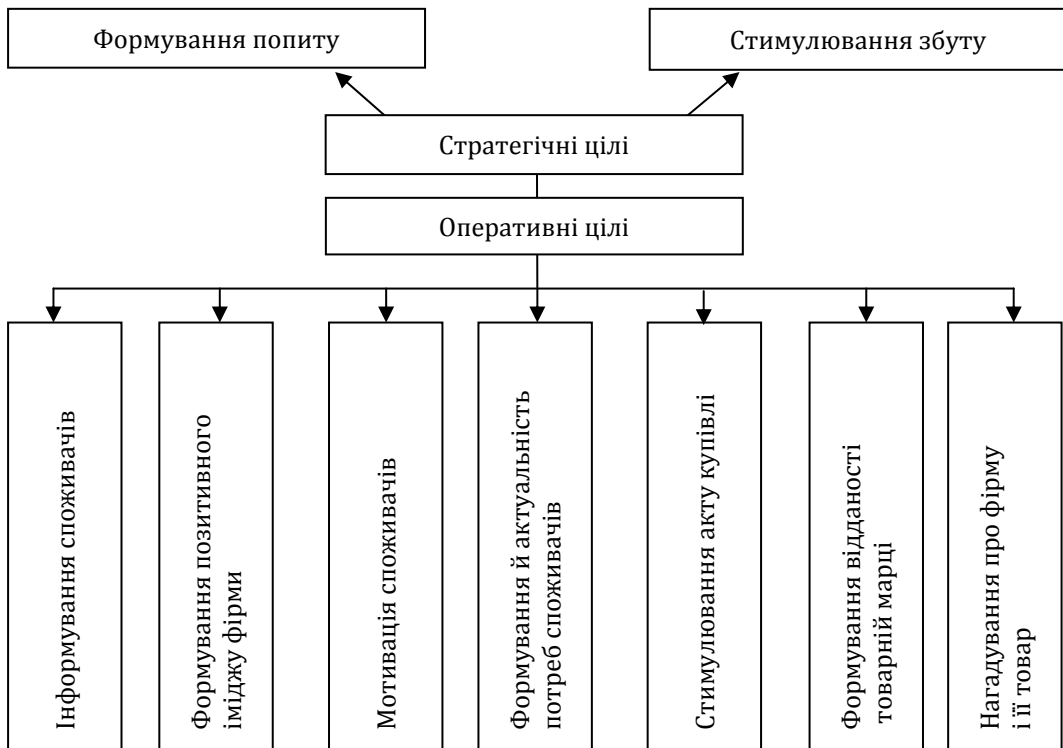 Формування попиту
Стимулювання збуту
Стратегічні цілі
Оперативні цілі
Інформування споживачів
Формування позитивного
іміджу фірми
Мотивація споживачів
Формування й актуальність
потреб споживачів
Стимулювання акту купівлі
Формування відданості
товарній марці
Нагадування про фірму
і її товар